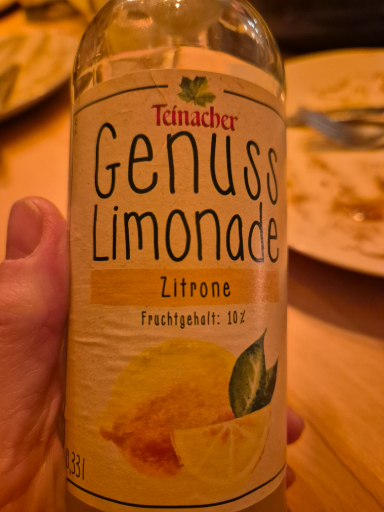 Teinacher
Genuss
Limonade
Zitrone
Fruchtgehalt: 10%
0,33l